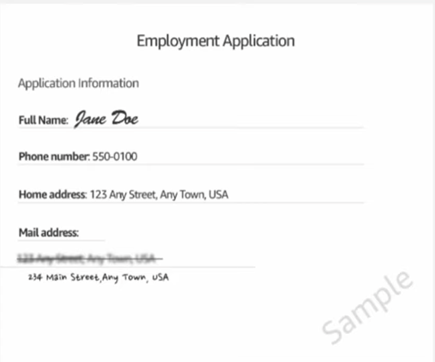 Employment Application
Application Information
Full Name: Jane Doe
Phone number: 550-0100
Home address: 123 Any Street, Any Town, USA
Mail address:
123 Any Street, Any Town, USA
234 Main Street, Any Town, USA
Sample